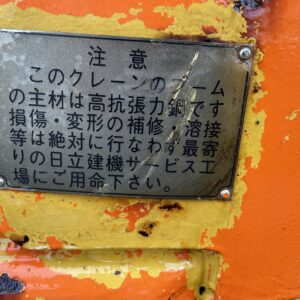 注意
このクレーンのブーム
の主材は高抗張力鋼です
損傷・変形の補修、溶接
等は絶対に行なわず最寄
りの日立建機サービス工
場にご用命下さい。